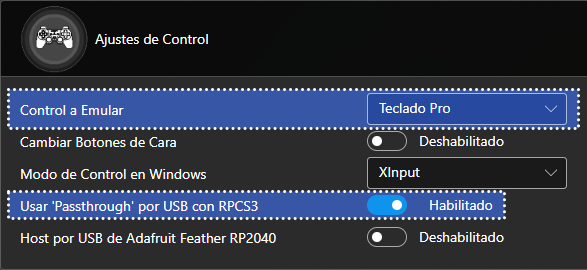 Ajustes de Control
Control a Emular Teclado Pro
Cambiar Botones de Cara Deshabilitado
Modo de Control en Windows XInput
Usar 'Passthrough' por USB con RPCS3 Habilitado
Host por USB de Adafruit Feather RP2040 Deshabilitado